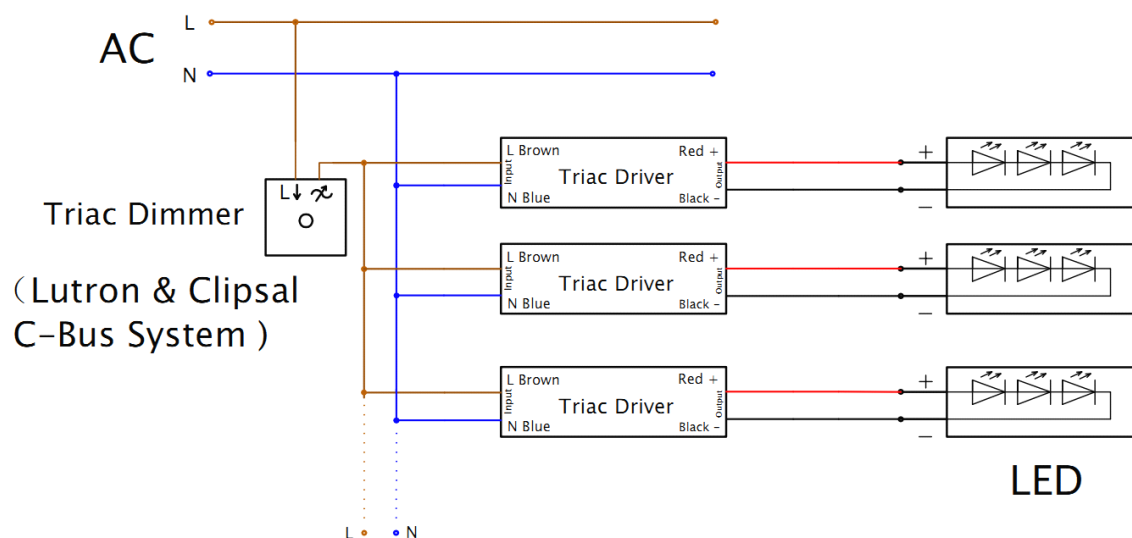 L
AC
N
L Brown
Red +
Input
Triac Driver
Output
N Blue
Black -
+
−
L
Triac Dimmer
（Lutron & Clipsal
C-Bus System )
L Brown
Red +
Input
Triac Driver
Output
N Blue
Black -
+
−
L Brown
Red +
Input
Triac Driver
Output
N Blue
Black -
+
−
LED
L
N